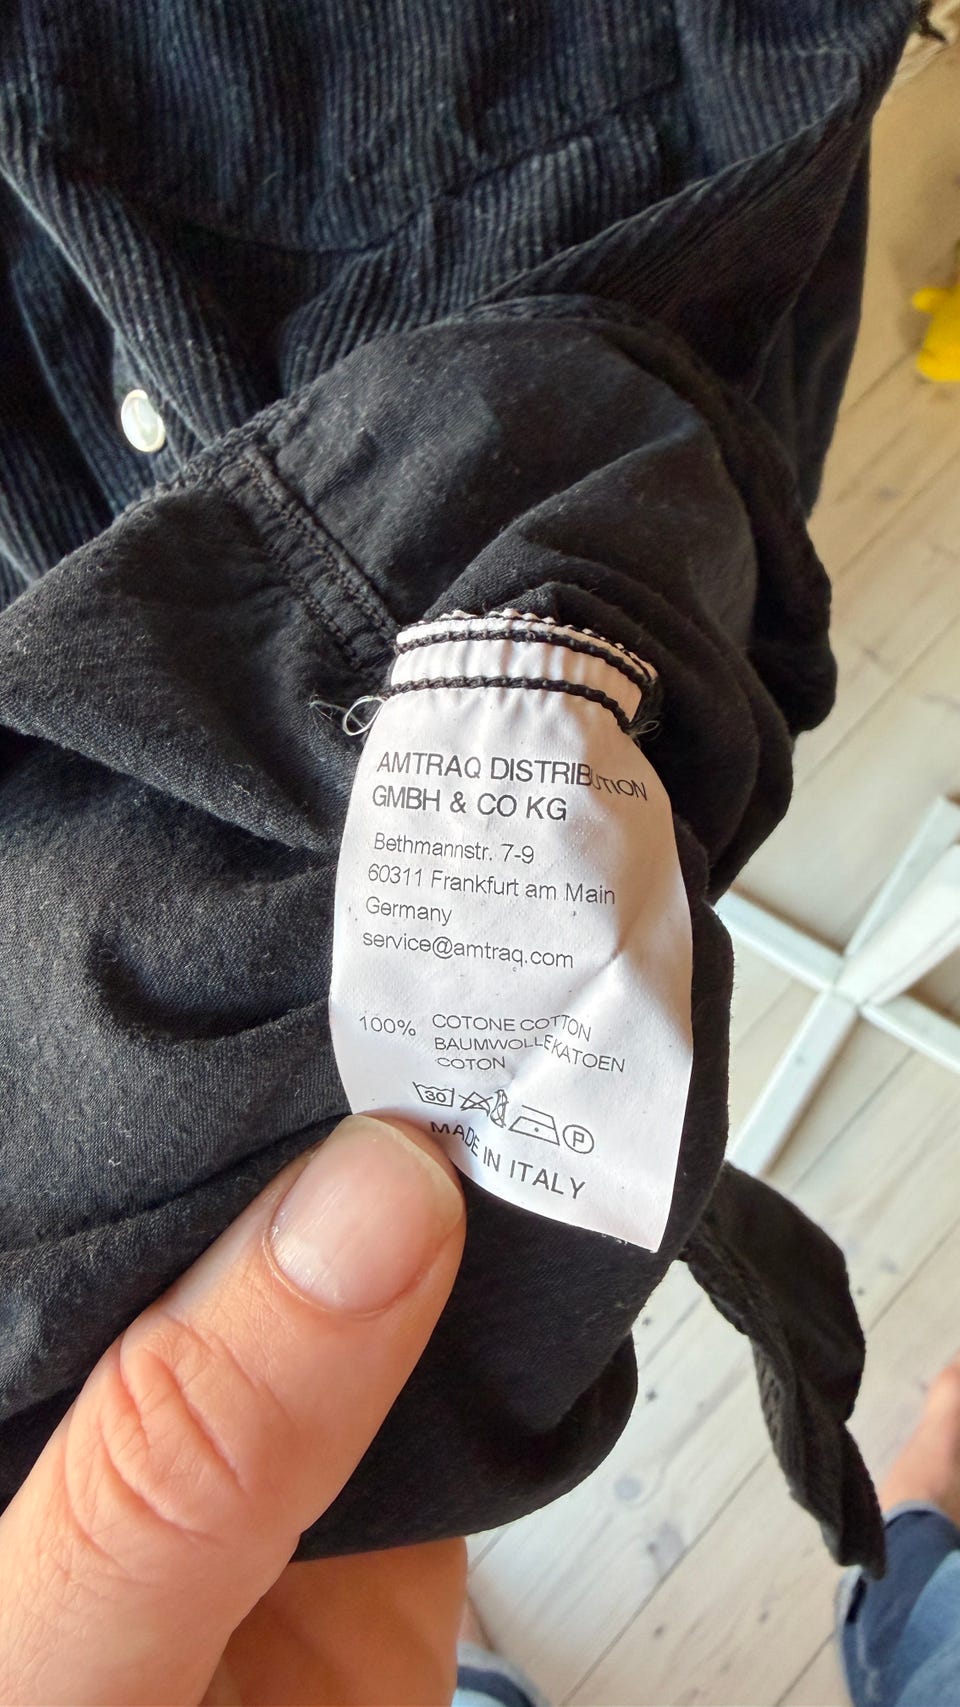 AMTRAQ DISTRIBUTION
GMBH & CO KG
Bethmannstr. 7-9
60311 Frankfurt am Main
Germany
service@amtraq.com
100% COTONE COTTON
BAUMWOLLE KATOEN
COTON
30 P
MADE IN ITALY